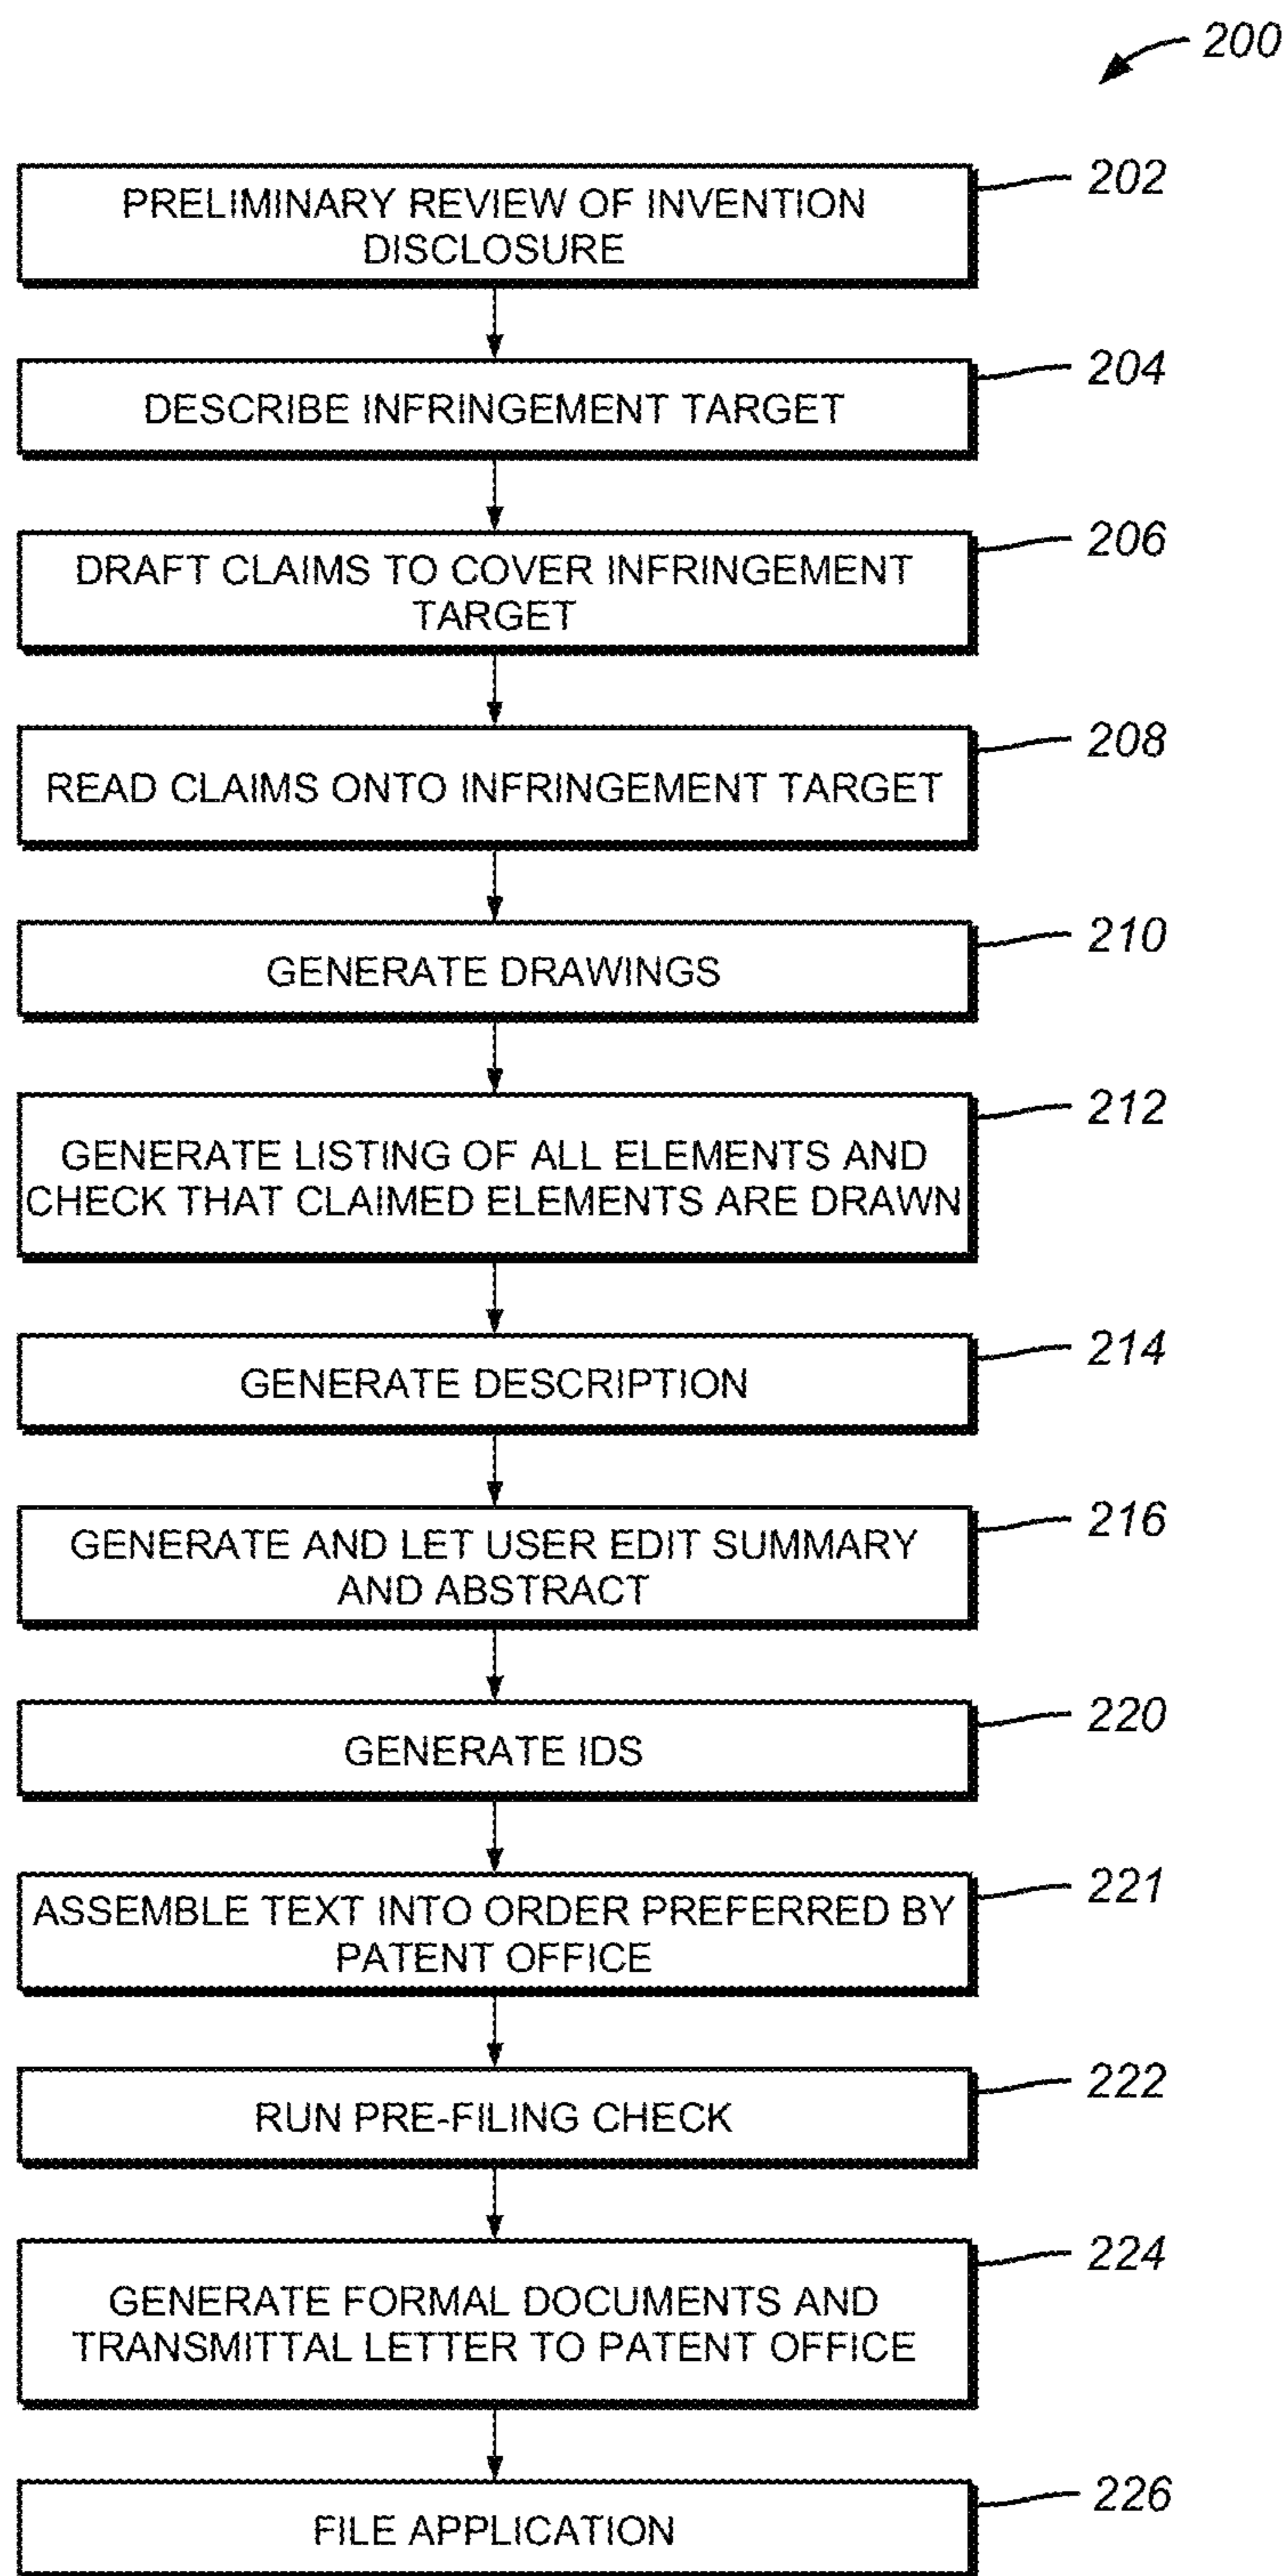 200
PRELIMINARY REVIEW OF INVENTION
DISCLOSURE
202
DESCRIBE INFRINGEMENT TARGET
204
DRAFT CLAIMS TO COVER INFRINGEMENT
TARGET
206
READ CLAIMS ONTO INFRINGEMENT TARGET
208
GENERATE DRAWINGS
210
GENERATE LISTING OF ALL ELEMENTS AND
CHECK THAT CLAIMED ELEMENTS ARE DRAWN
212
GENERATE DESCRIPTION
214
GENERATE AND LET USER EDIT SUMMARY
AND ABSTRACT
216
GENERATE IDS
220
ASSEMBLE TEXT INTO ORDER PREFERRED BY
PATENT OFFICE
221
RUN PRE-FILING CHECK
222
GENERATE FORMAL DOCUMENTS AND
TRANSMITTAL LETTER TO PATENT OFFICE
224
FILE APPLICATION
226